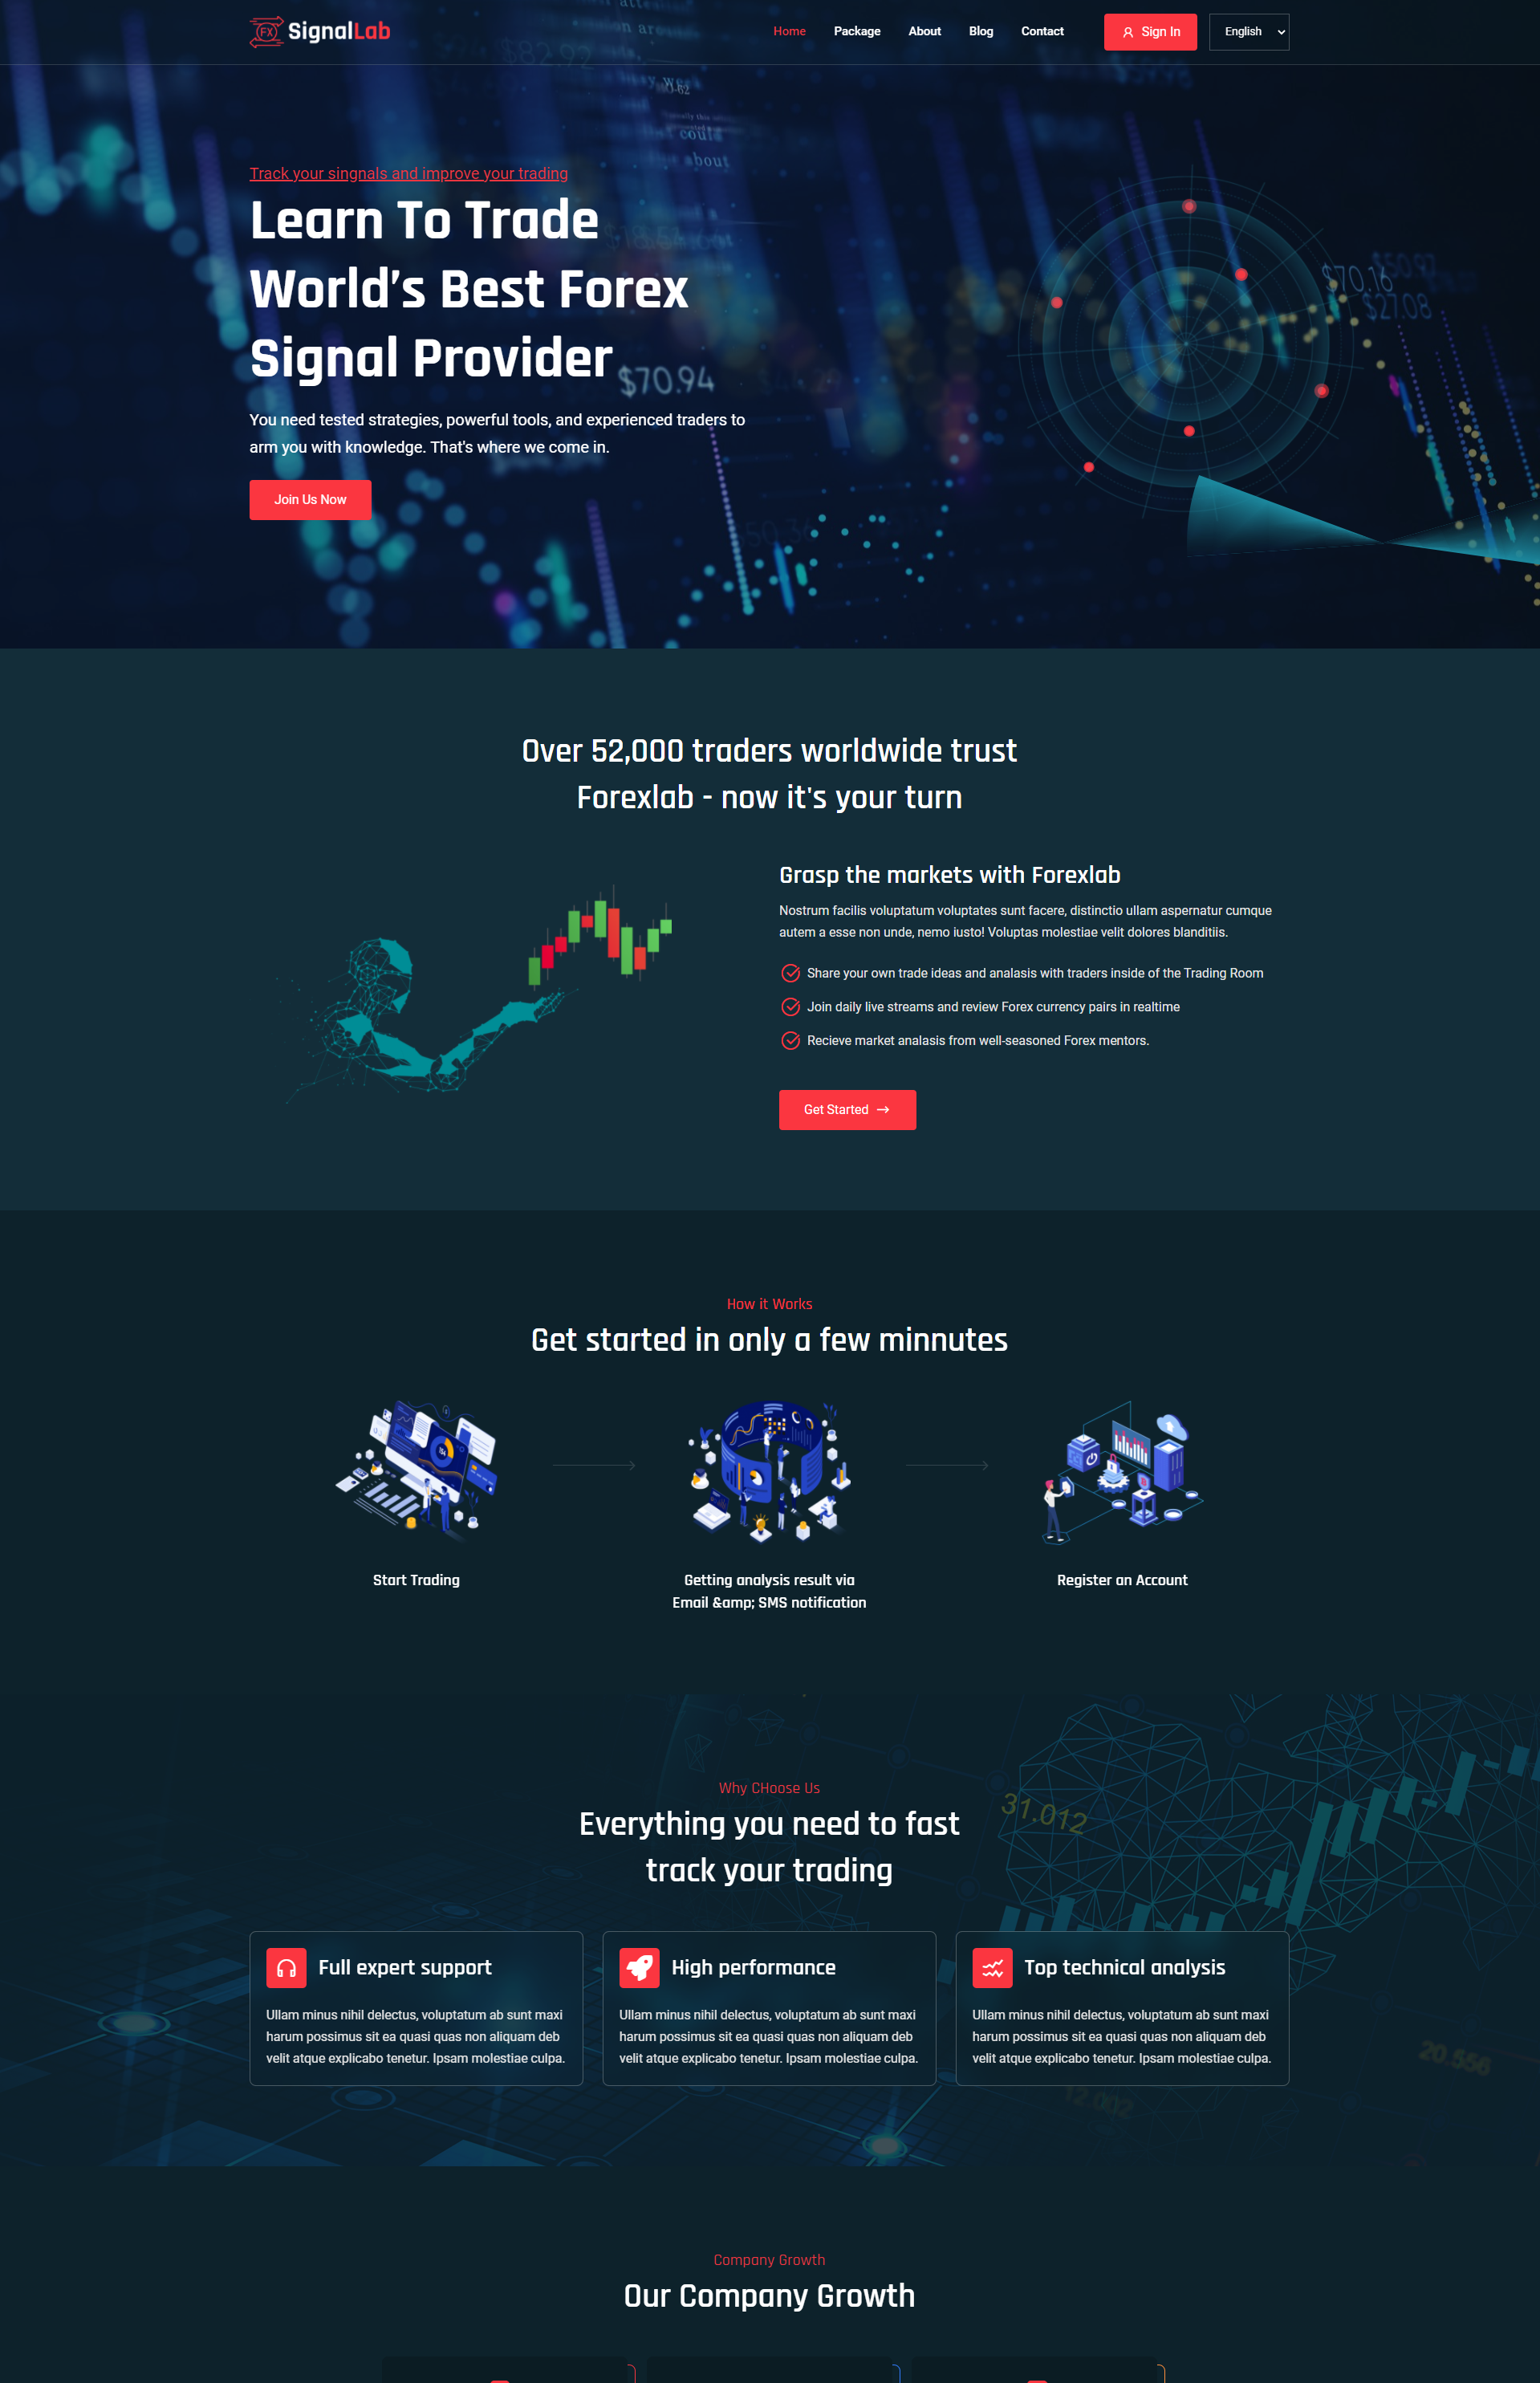 FX SignalLab
Home
Package
About
Blog
Contact
Sign In
English
Track your singnals and improve your trading
Learn To Trade
World's Best Forex
Signal Provider
$70.94
$70.16
$27.08
You need tested strategies, powerful tools, and experienced traders to
arm you with knowledge. That's where we come in.
Join Us Now
Over 52,000 traders worldwide trust
Forexlab - now it's your turn
Grasp the markets with Forexlab
Nostrum facilis voluptatum voluptates sunt facere, distinctio ullam aspernatur cumque
autem a esse non unde, nemo iusto! Voluptas molestiae velit dolores blanditiis.
Share your own trade ideas and analasis with traders inside of the Trading Room
Join daily live streams and review Forex currency pairs in realtime
Recieve market analasis from well-seasoned Forex mentors.
Get Started
How it Works
Get started in only a few minnutes
Start Trading
Getting analysis result via
Email &amp; SMS notification
Register an Account
Why CHoose Us
Everything you need to fast
track your trading
31.012
Full expert support
Ullam minus nihil delectus, voluptatum ab sunt maxi
harum possimus sit ea quasi quas non aliquam deb
velit atque explicabo tenetur. Ipsam molestiae culpa.
High performance
Ullam minus nihil delectus, voluptatum ab sunt maxi
harum possimus sit ea quasi quas non aliquam deb
velit atque explicabo tenetur. Ipsam molestiae culpa.
Top technical analysis
Ullam minus nihil delectus, voluptatum ab sunt maxi
harum possimus sit ea quasi quas non aliquam deb
velit atque explicabo tenetur. Ipsam molestiae culpa.
20.556
12.002
Company Growth
Our Company Growth